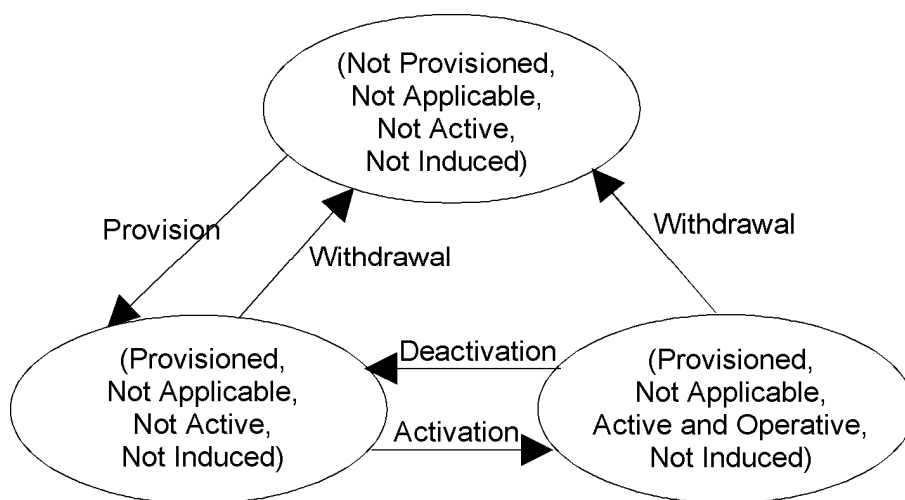 (Not Provisioned,
Not Applicable,
Not Active,
Not Induced)
Provision
Withdrawal
Withdrawal
Deactivation
Activation
(Provisioned,
Not Applicable,
Not Active,
Not Induced)
(Provisioned,
Not Applicable,
Active and Operative,
Not Induced)